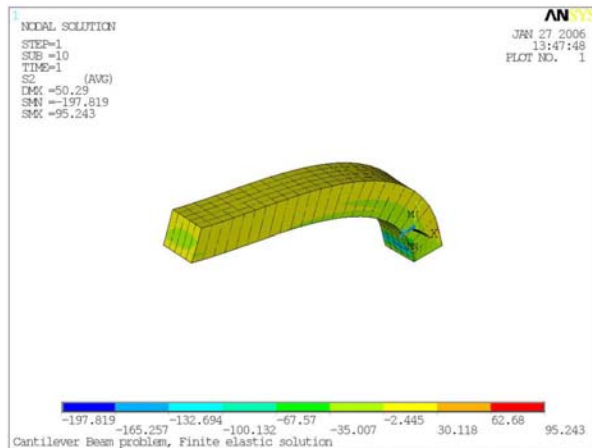 1
NODAL SOLUTION
STEP=1
SUB =10
TIME=1
S2 (AVG)
DMX =50.29
SMN =-197.819
SMX =95.243
ANSYS
JAN 27 2006
13:47:48
PLOT NO. 1
-197.819 -132.694 -67.57 -2.445 62.68
-165.257 -100.132 -35.007 30.118 95.243
Cantilever Beam problem, Finite elastic solution